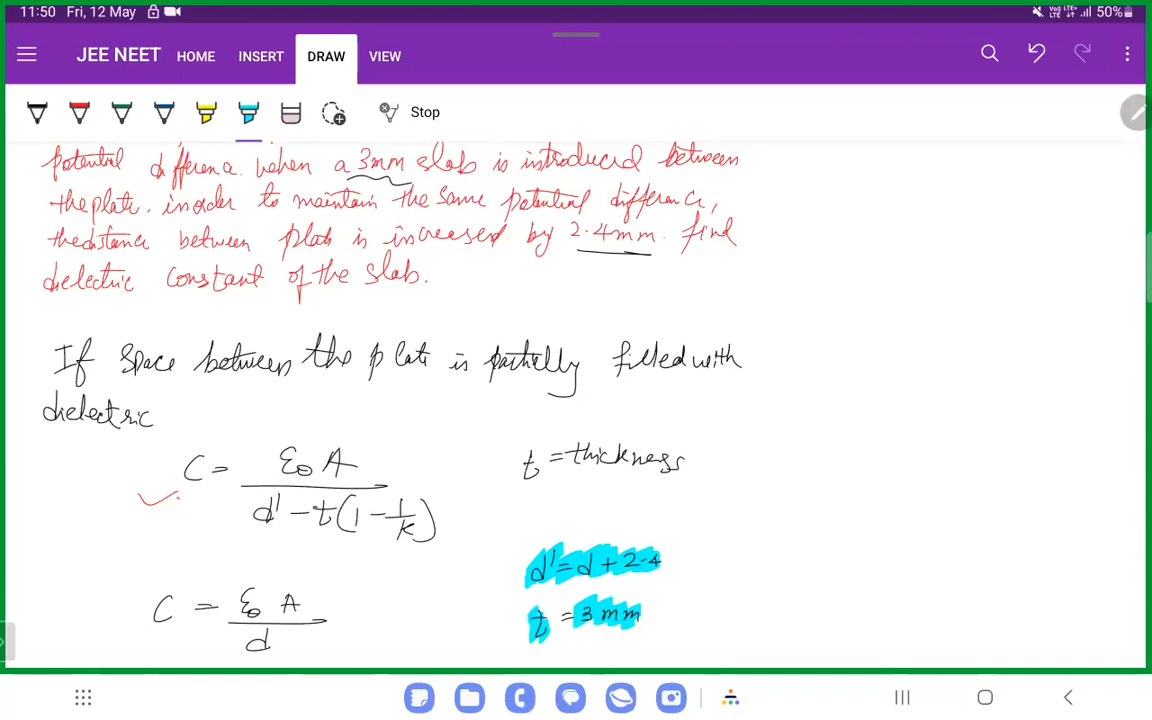 11:50 Fri, 12 May 50%
JEE NEET HOME INSERT DRAW VIEW
Stop
potential difference when a 3mm slab is introduced between
the plate. inorder to maintain the same potential difference,
the distance between plate is increased by 2.4mm. find
dielectric constant of the slab.
If space between the plate is partially filled with
dielectric
C = ε₀ A / d' - t(1 - 1/k)
t = thickness
d' = d + 2.4
C = ε₀ A / d
t = 3 mm